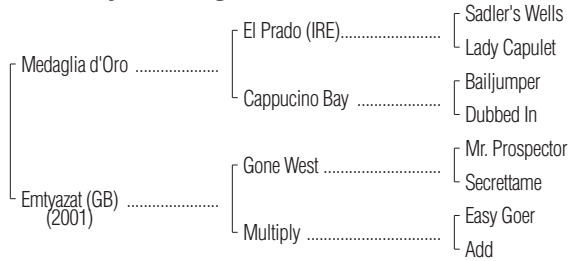 Sadler's Wells
El Prado (IRE)......................
Lady Capulet
Medaglia d'Oro ...................
Bailjumper
Cappucino Bay ...................
Dubbed In
Mr. Prospector
Gone West ..........................
Secrettame
Emtyazat (GB) .....................
(2001)
Easy Goer
Multiply ..............................
Add